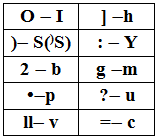 O – I ] –h
)– S(⁾S) : – Y
2 – b g –m
•–p ?– u
ll– v =– c